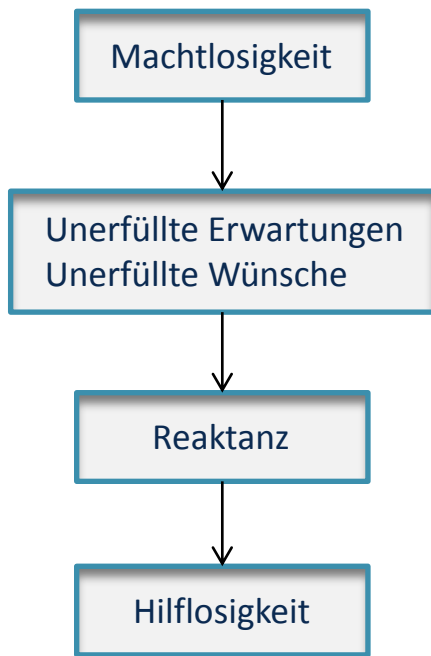 Machtlosigkeit
Unerfüllte Erwartungen
Unerfüllte Wünsche
Reaktanz
Hilflosigkeit